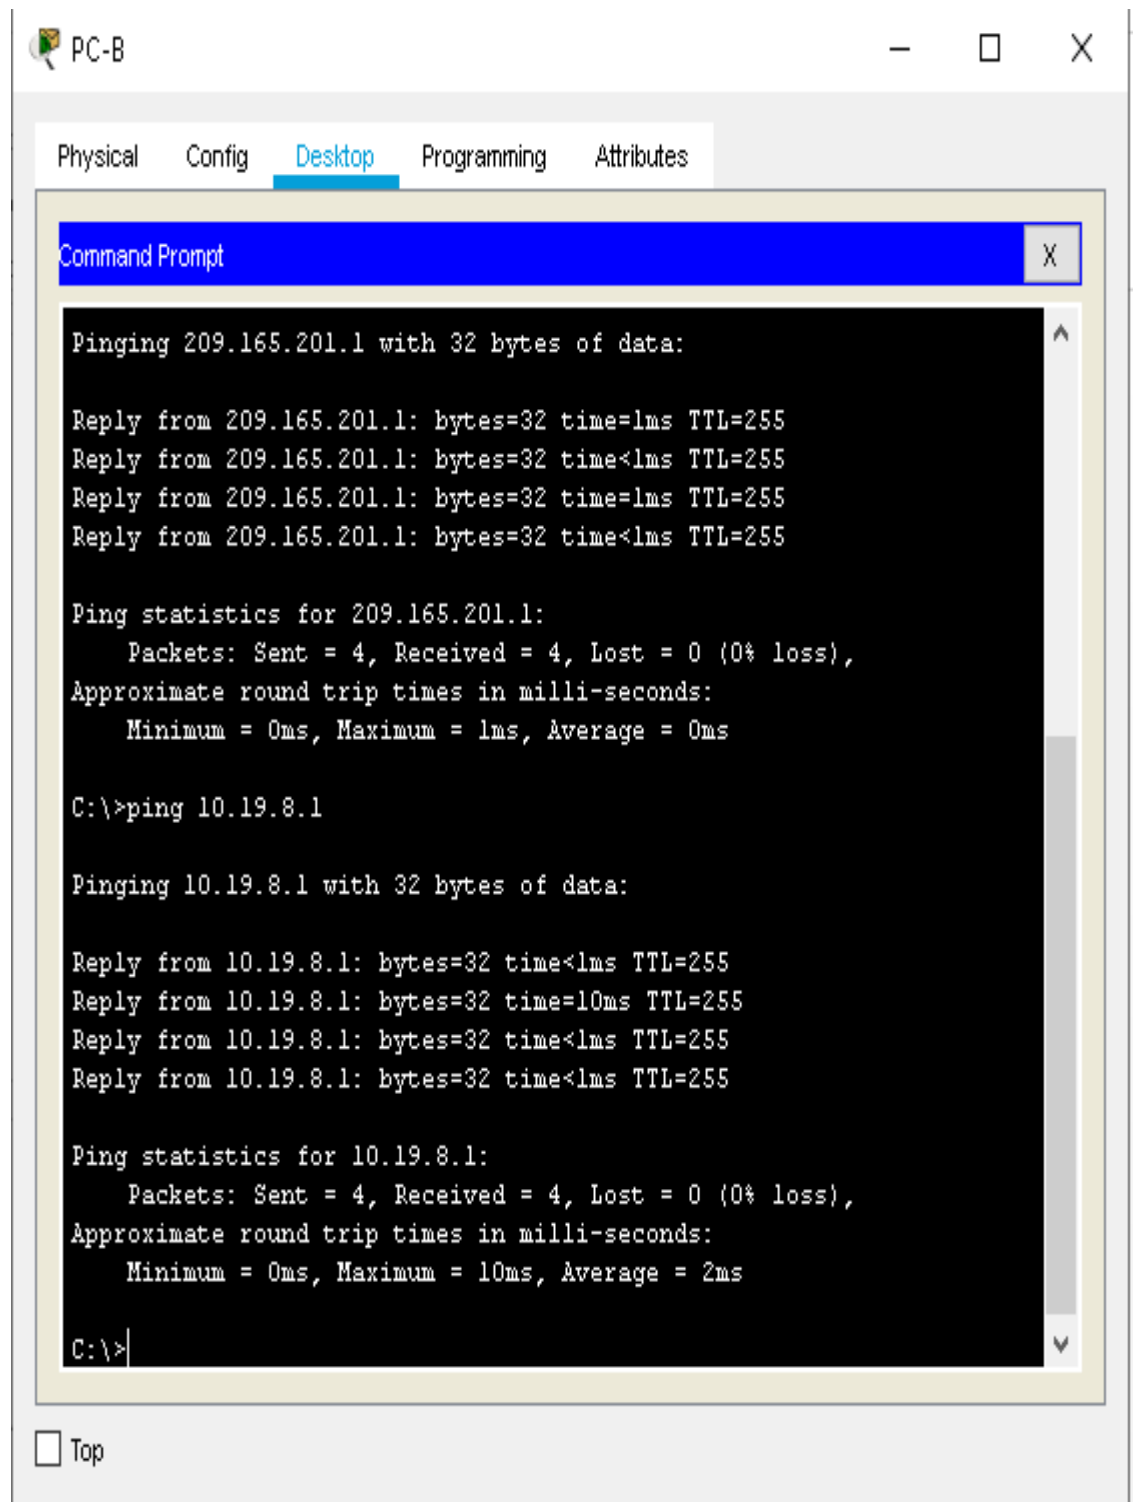 PC-B
Physical Config Desktop Programming Attributes
Command Prompt X
Pinging 209.165.201.1 with 32 bytes of data:
Reply from 209.165.201.1: bytes=32 time=1ms TTL=255
Reply from 209.165.201.1: bytes=32 time<1ms TTL=255
Reply from 209.165.201.1: bytes=32 time=1ms TTL=255
Reply from 209.165.201.1: bytes=32 time<1ms TTL=255
Ping statistics for 209.165.201.1:
Packets: Sent = 4, Received = 4, Lost = 0 (0% loss),
Approximate round trip times in milli-seconds:
Minimum = 0ms, Maximum = 1ms, Average = 0ms
C:\>ping 10.19.8.1
Pinging 10.19.8.1 with 32 bytes of data:
Reply from 10.19.8.1: bytes=32 time<1ms TTL=255
Reply from 10.19.8.1: bytes=32 time=10ms TTL=255
Reply from 10.19.8.1: bytes=32 time<1ms TTL=255
Reply from 10.19.8.1: bytes=32 time<1ms TTL=255
Ping statistics for 10.19.8.1:
Packets: Sent = 4, Received = 4, Lost = 0 (0% loss),
Approximate round trip times in milli-seconds:
Minimum = 0ms, Maximum = 10ms, Average = 2ms
C:\>
Top